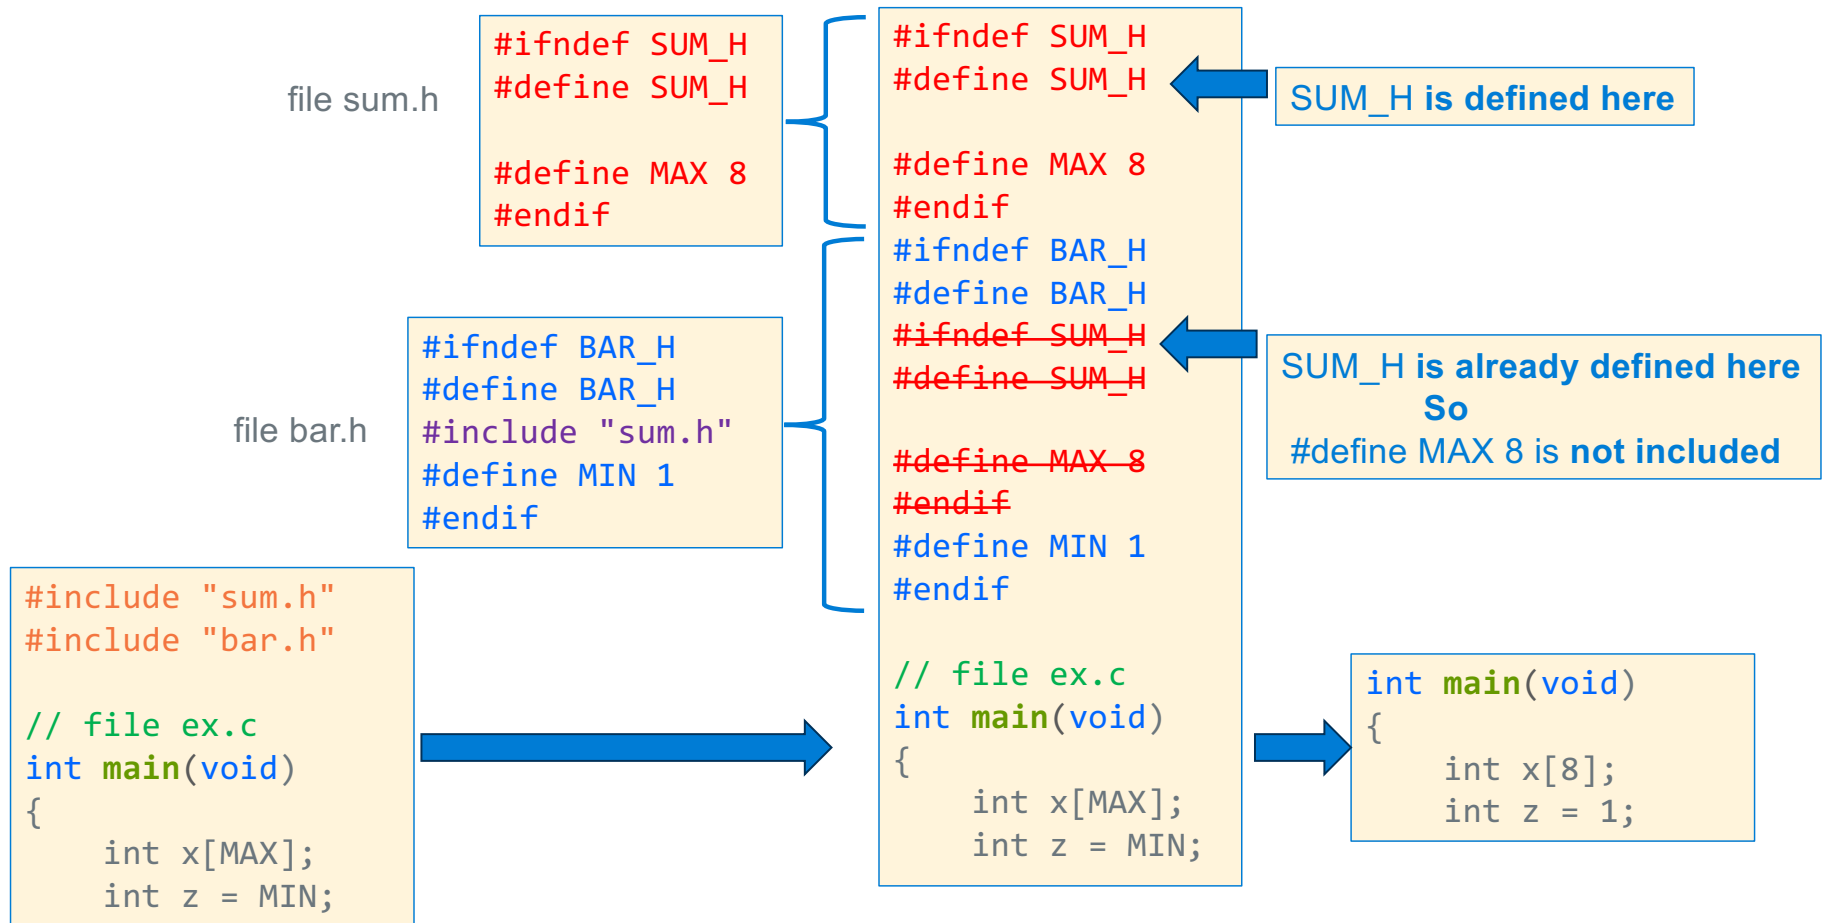 file sum.h
#ifndef SUM_H
#define SUM_H
#define MAX 8
#endif
file bar.h
#ifndef BAR_H
#define BAR_H
#include "sum.h"
#define MIN 1
#endif
#include "sum.h"
#include "bar.h"
// file ex.c
int main(void)
{
    int x[MAX];
    int z = MIN;
#ifndef SUM_H
#define SUM_H
#define MAX 8
#endif
#ifndef BAR_H
#define BAR_H
#ifndef SUM_H
#define SUM_H
#define MAX 8
#endif
#define MIN 1
#endif
// file ex.c
int main(void)
{
    int x[MAX];
    int z = MIN;
SUM_H is defined here
SUM_H is already defined here
So
#define MAX 8 is not included
int main(void)
{
    int x[8];
    int z = 1;